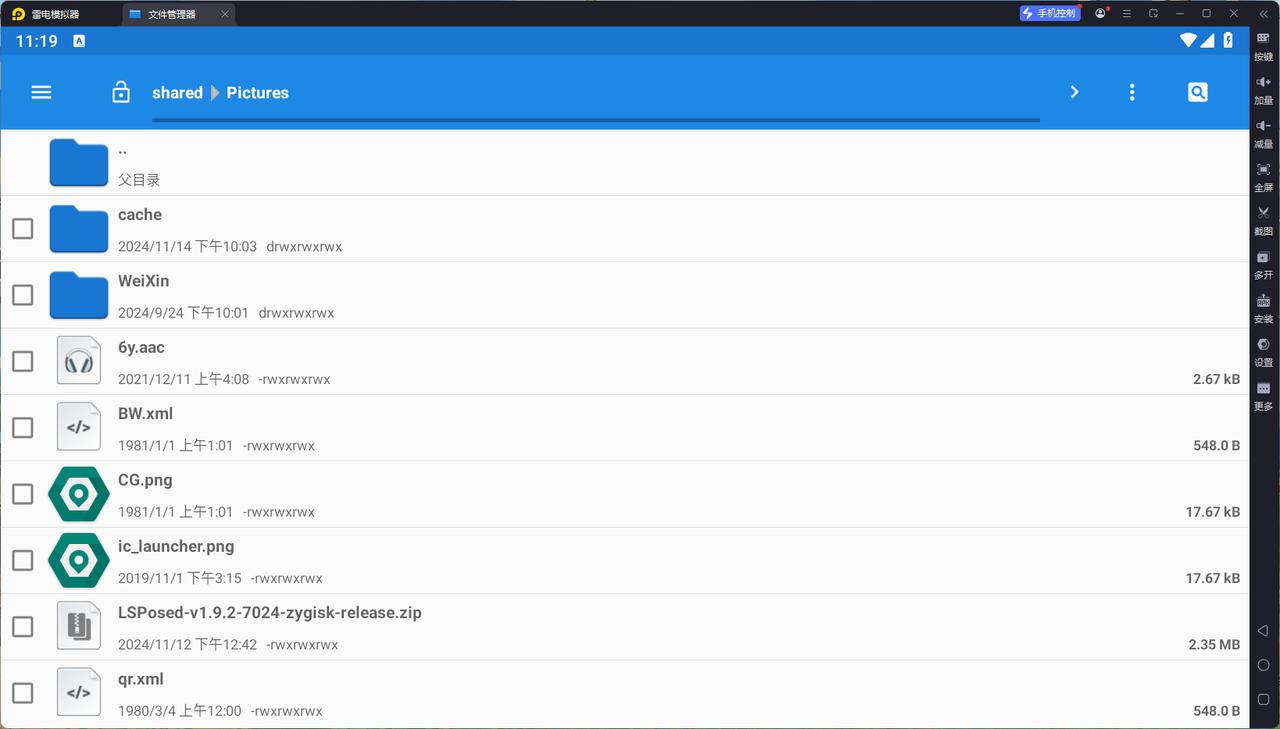 雷电模拟器
文件管理器
手机控制
11:19
A
shared Pictures
..
父目录
cache
2024/11/14 下午10:03 drwxrwxrwx
WeiXin
2024/9/24 下午10:01 drwxrwxrwx
6y.aac
2021/12/11 上午4:08 -rwxrwxrwx
2.67 kB
BW.xml
1981/1/1 上午1:01 -rwxrwxrwx
548.0 B
CG.png
1981/1/1 上午1:01 -rwxrwxrwx
17.67 kB
ic_launcher.png
2019/11/1 下午3:15 -rwxrwxrwx
17.67 kB
LSPosed-v1.9.2-7024-zygisk-release.zip
2024/11/12 下午12:42 -rwxrwxrwx
2.35 MB
qr.xml
1980/3/4 上午12:00 -rwxrwxrwx
548.0 B
按键
加量
减量
全屏
截图
多开
安装
设置
更多